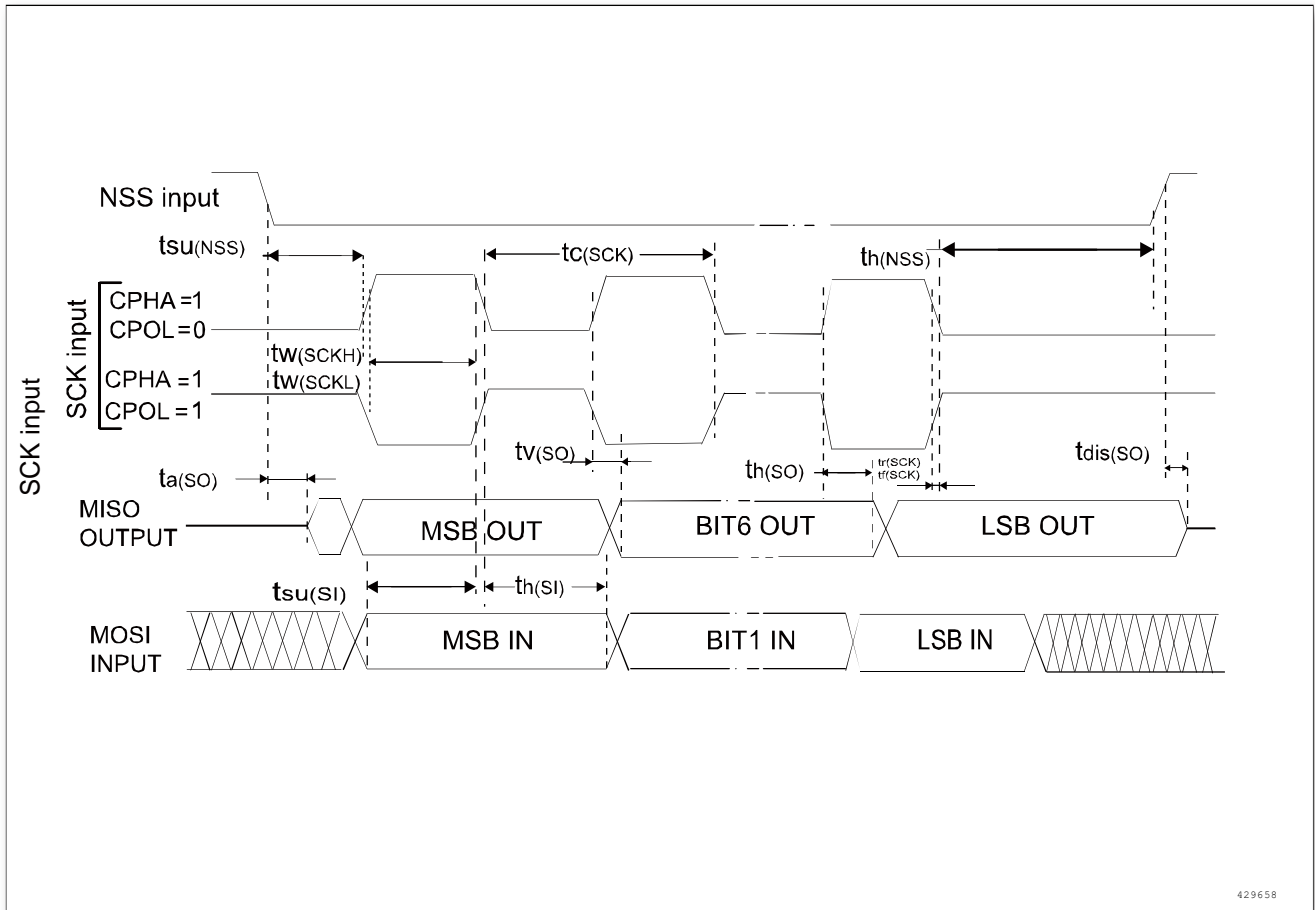 NSS input
tsu(NSS)
tc(SCK)
th(NSS)
SCK input
SCK input
CPHA =1
CPOL=0
tw(SCKH)
CPHA =1
tw(SCKL)
CPOL =1
tv(SO)
ta(SO)
th(SO)
tr(SCK)
tf(SCK)
tdis(SO)
MISO
OUTPUT
MSB OUT
BIT6 OUT
LSB OUT
tsu(SI)
th(SI)
MOSI
INPUT
MSB IN
BIT1 IN
LSB IN
429658